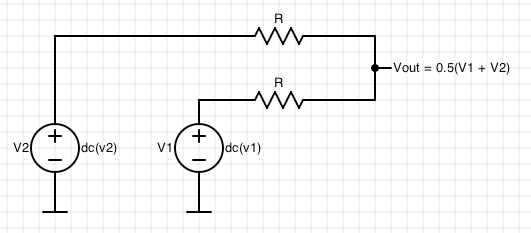 R
Vout = 0.5(V1 + V2)
R
V2
dc(v2)
V1
dc(v1)